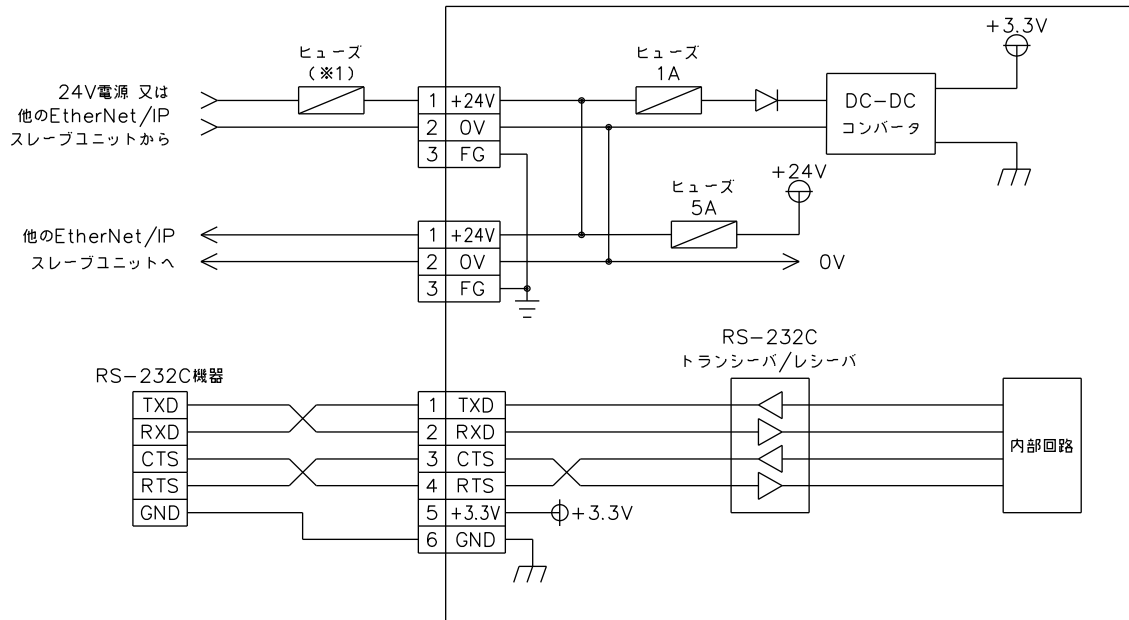 +3.3V
ヒューズ
(※1)
ヒューズ
1A
24V電源 又は
他のEtherNet/IP
スレーブユニットから
1 +24V
2 0V
3 FG
DC-DC
コンバータ
+24V
ヒューズ
5A
他のEtherNet/IP
スレーブユニットへ
1 +24V
2 0V
3 FG
0V
RS-232C
トランシーバ/レシーバ
RS-232C機器
TXD
RXD
CTS
RTS
GND
1 TXD
2 RXD
3 CTS
4 RTS
5 +3.3V
6 GND
+3.3V
内部回路